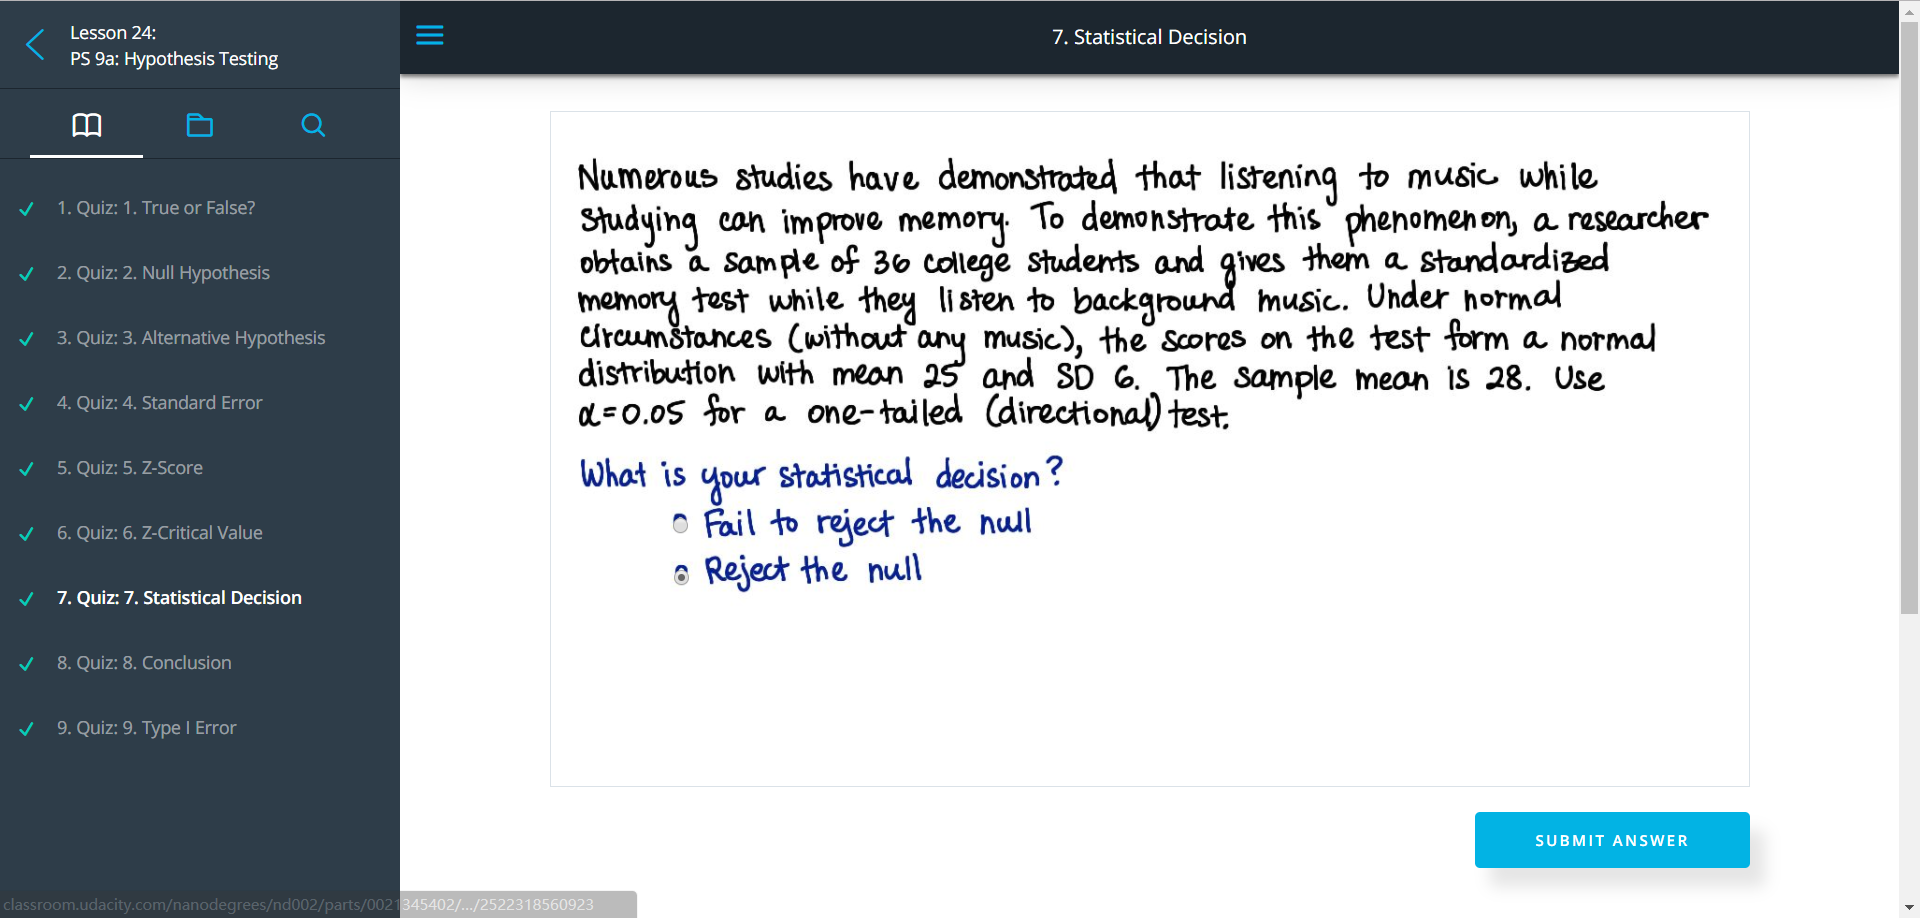 Lesson 24:
PS 9a: Hypothesis Testing
7. Statistical Decision
1. Quiz: 1. True or False?
2. Quiz: 2. Null Hypothesis
3. Quiz: 3. Alternative Hypothesis
4. Quiz: 4. Standard Error
5. Quiz: 5. Z-Score
6. Quiz: 6. Z-Critical Value
7. Quiz: 7. Statistical Decision
8. Quiz: 8. Conclusion
9. Quiz: 9. Type I Error
Numerous studies have demonstrated that listening to music while
studying can improve memory. To demonstrate this phenomenon, a researcher
obtains a sample of 36 college students and gives them a standardized
memory test while they listen to background music. Under normal
circumstances (without any music), the scores on the test form a normal
distribution with mean 25 and SD 6. The sample mean is 28. Use
α=0.05 for a one-tailed (directional) test.
What is your statistical decision?
Fail to reject the null
Reject the null
SUBMIT ANSWER
classroom.udacity.com/nanodegrees/nd002/parts/0021345402/.../2522318560923